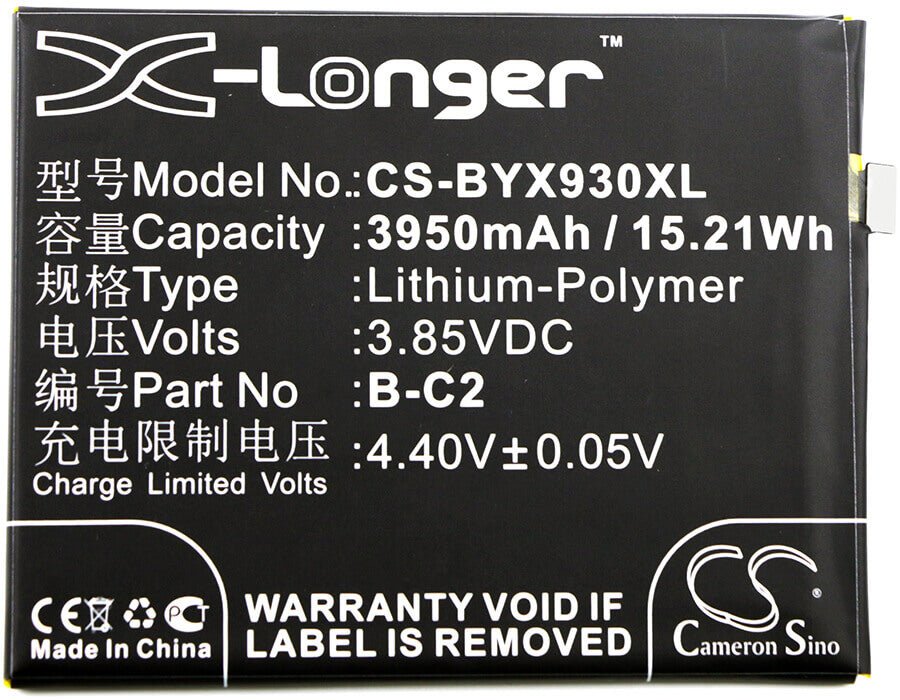 X-Longer™
型号Model No.:CS-BYX930XL
容量Capacity :3950mAh / 15.21Wh
规格Type :Lithium-Polymer
电压Volts :3.85VDC
编号Part No :B-C2
充电限制电压 :4.40V±0.05V
Charge Limited Volts
CE PCT
Made In China
WARRANTY VOID IF
LABEL IS REMOVED
CS®
Cameron Sino